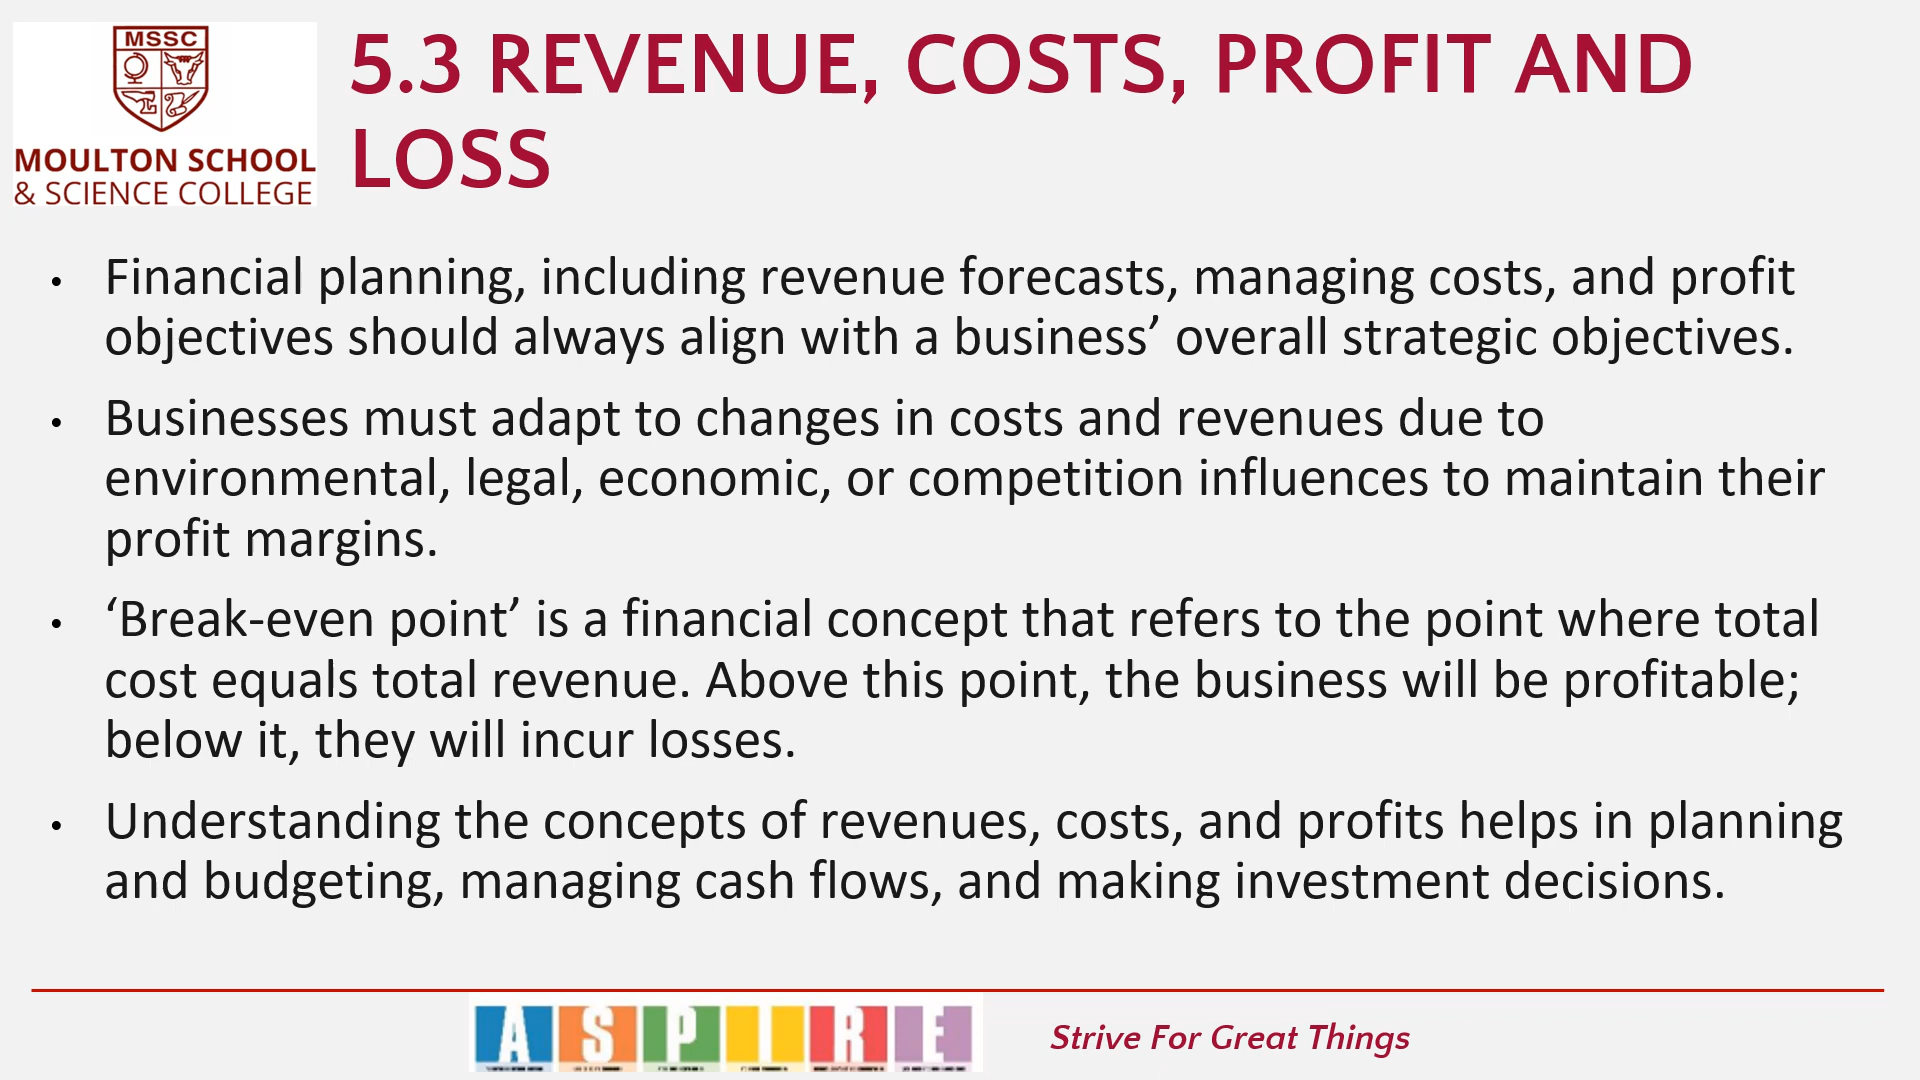 MSSC
MOULTON SCHOOL
& SCIENCE COLLEGE
5.3 REVENUE, COSTS, PROFIT AND
LOSS
• Financial planning, including revenue forecasts, managing costs, and profit
objectives should always align with a business’ overall strategic objectives.
• Businesses must adapt to changes in costs and revenues due to
environmental, legal, economic, or competition influences to maintain their
profit margins.
• ‘Break-even point’ is a financial concept that refers to the point where total
cost equals total revenue. Above this point, the business will be profitable;
below it, they will incur losses.
• Understanding the concepts of revenues, costs, and profits helps in planning
and budgeting, managing cash flows, and making investment decisions.
ASPIRE
Strive For Great Things